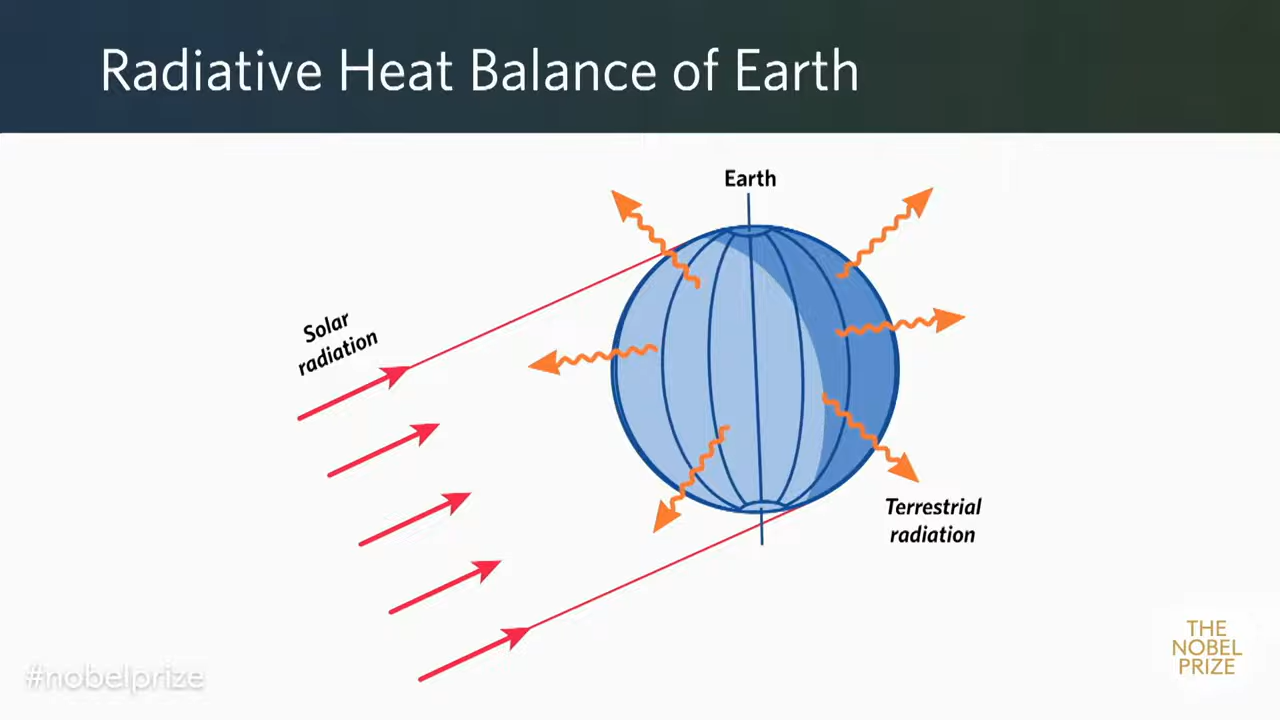 Radiative Heat Balance of Earth
Earth
Solar
radiation
Terrestrial
radiation
#nobelprize
THE
NOBEL
PRIZE